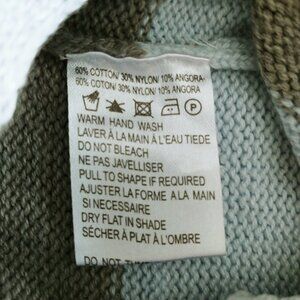 60% COTTON/ 30% NYLON/ 10% ANGORA
60% COTON/ 30% NYLON/ 10% ANGORA
WARM HAND WASH
LAVER À LA MAIN À L'EAU TIEDE
DO NOT BLEACH
NE PAS JAVELLISER
PULL TO SHAPE IF REQUIRED
AJUSTER LA FORME A LA MAIN
SI NECESSAIRE
DRY FLAT IN SHADE
SÉCHER À PLAT À L'OMBRE
DO NOT